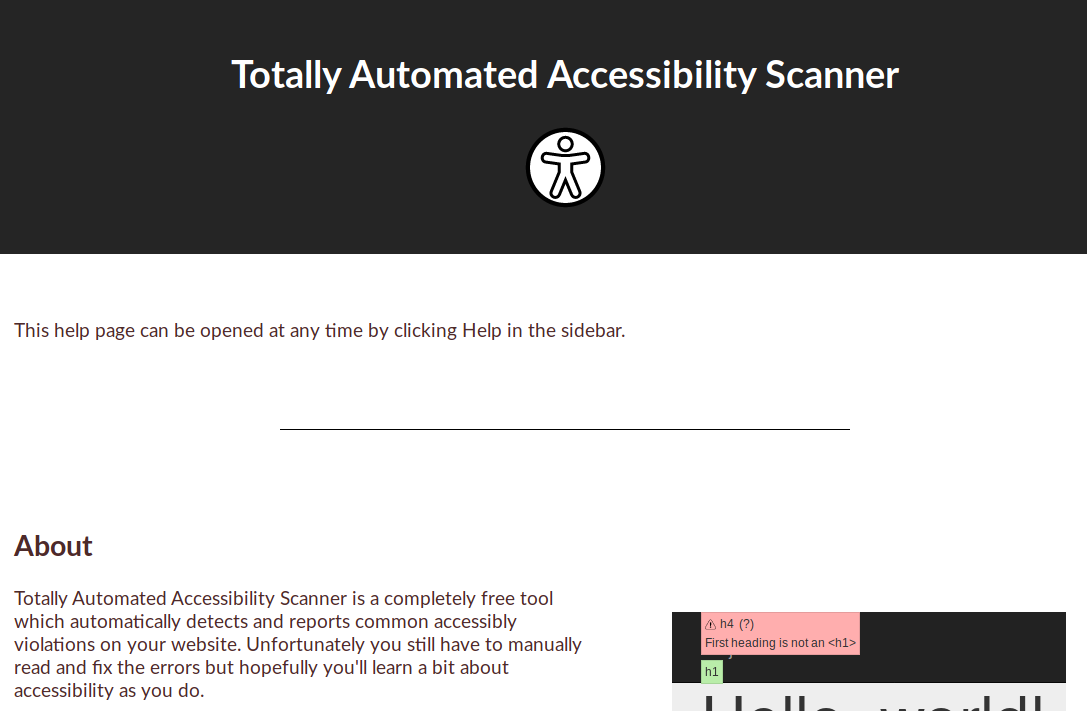 Totally Automated Accessibility Scanner
This help page can be opened at any time by clicking Help in the sidebar.
About
Totally Automated Accessibility Scanner is a completely free tool
which automatically detects and reports common accessibly
violations on your website. Unfortunately you still have to manually
read and fix the errors but hopefully you'll learn a bit about
accessibility as you do.
h4 (?)
First heading is not an <h1>
h1
Hello, world!